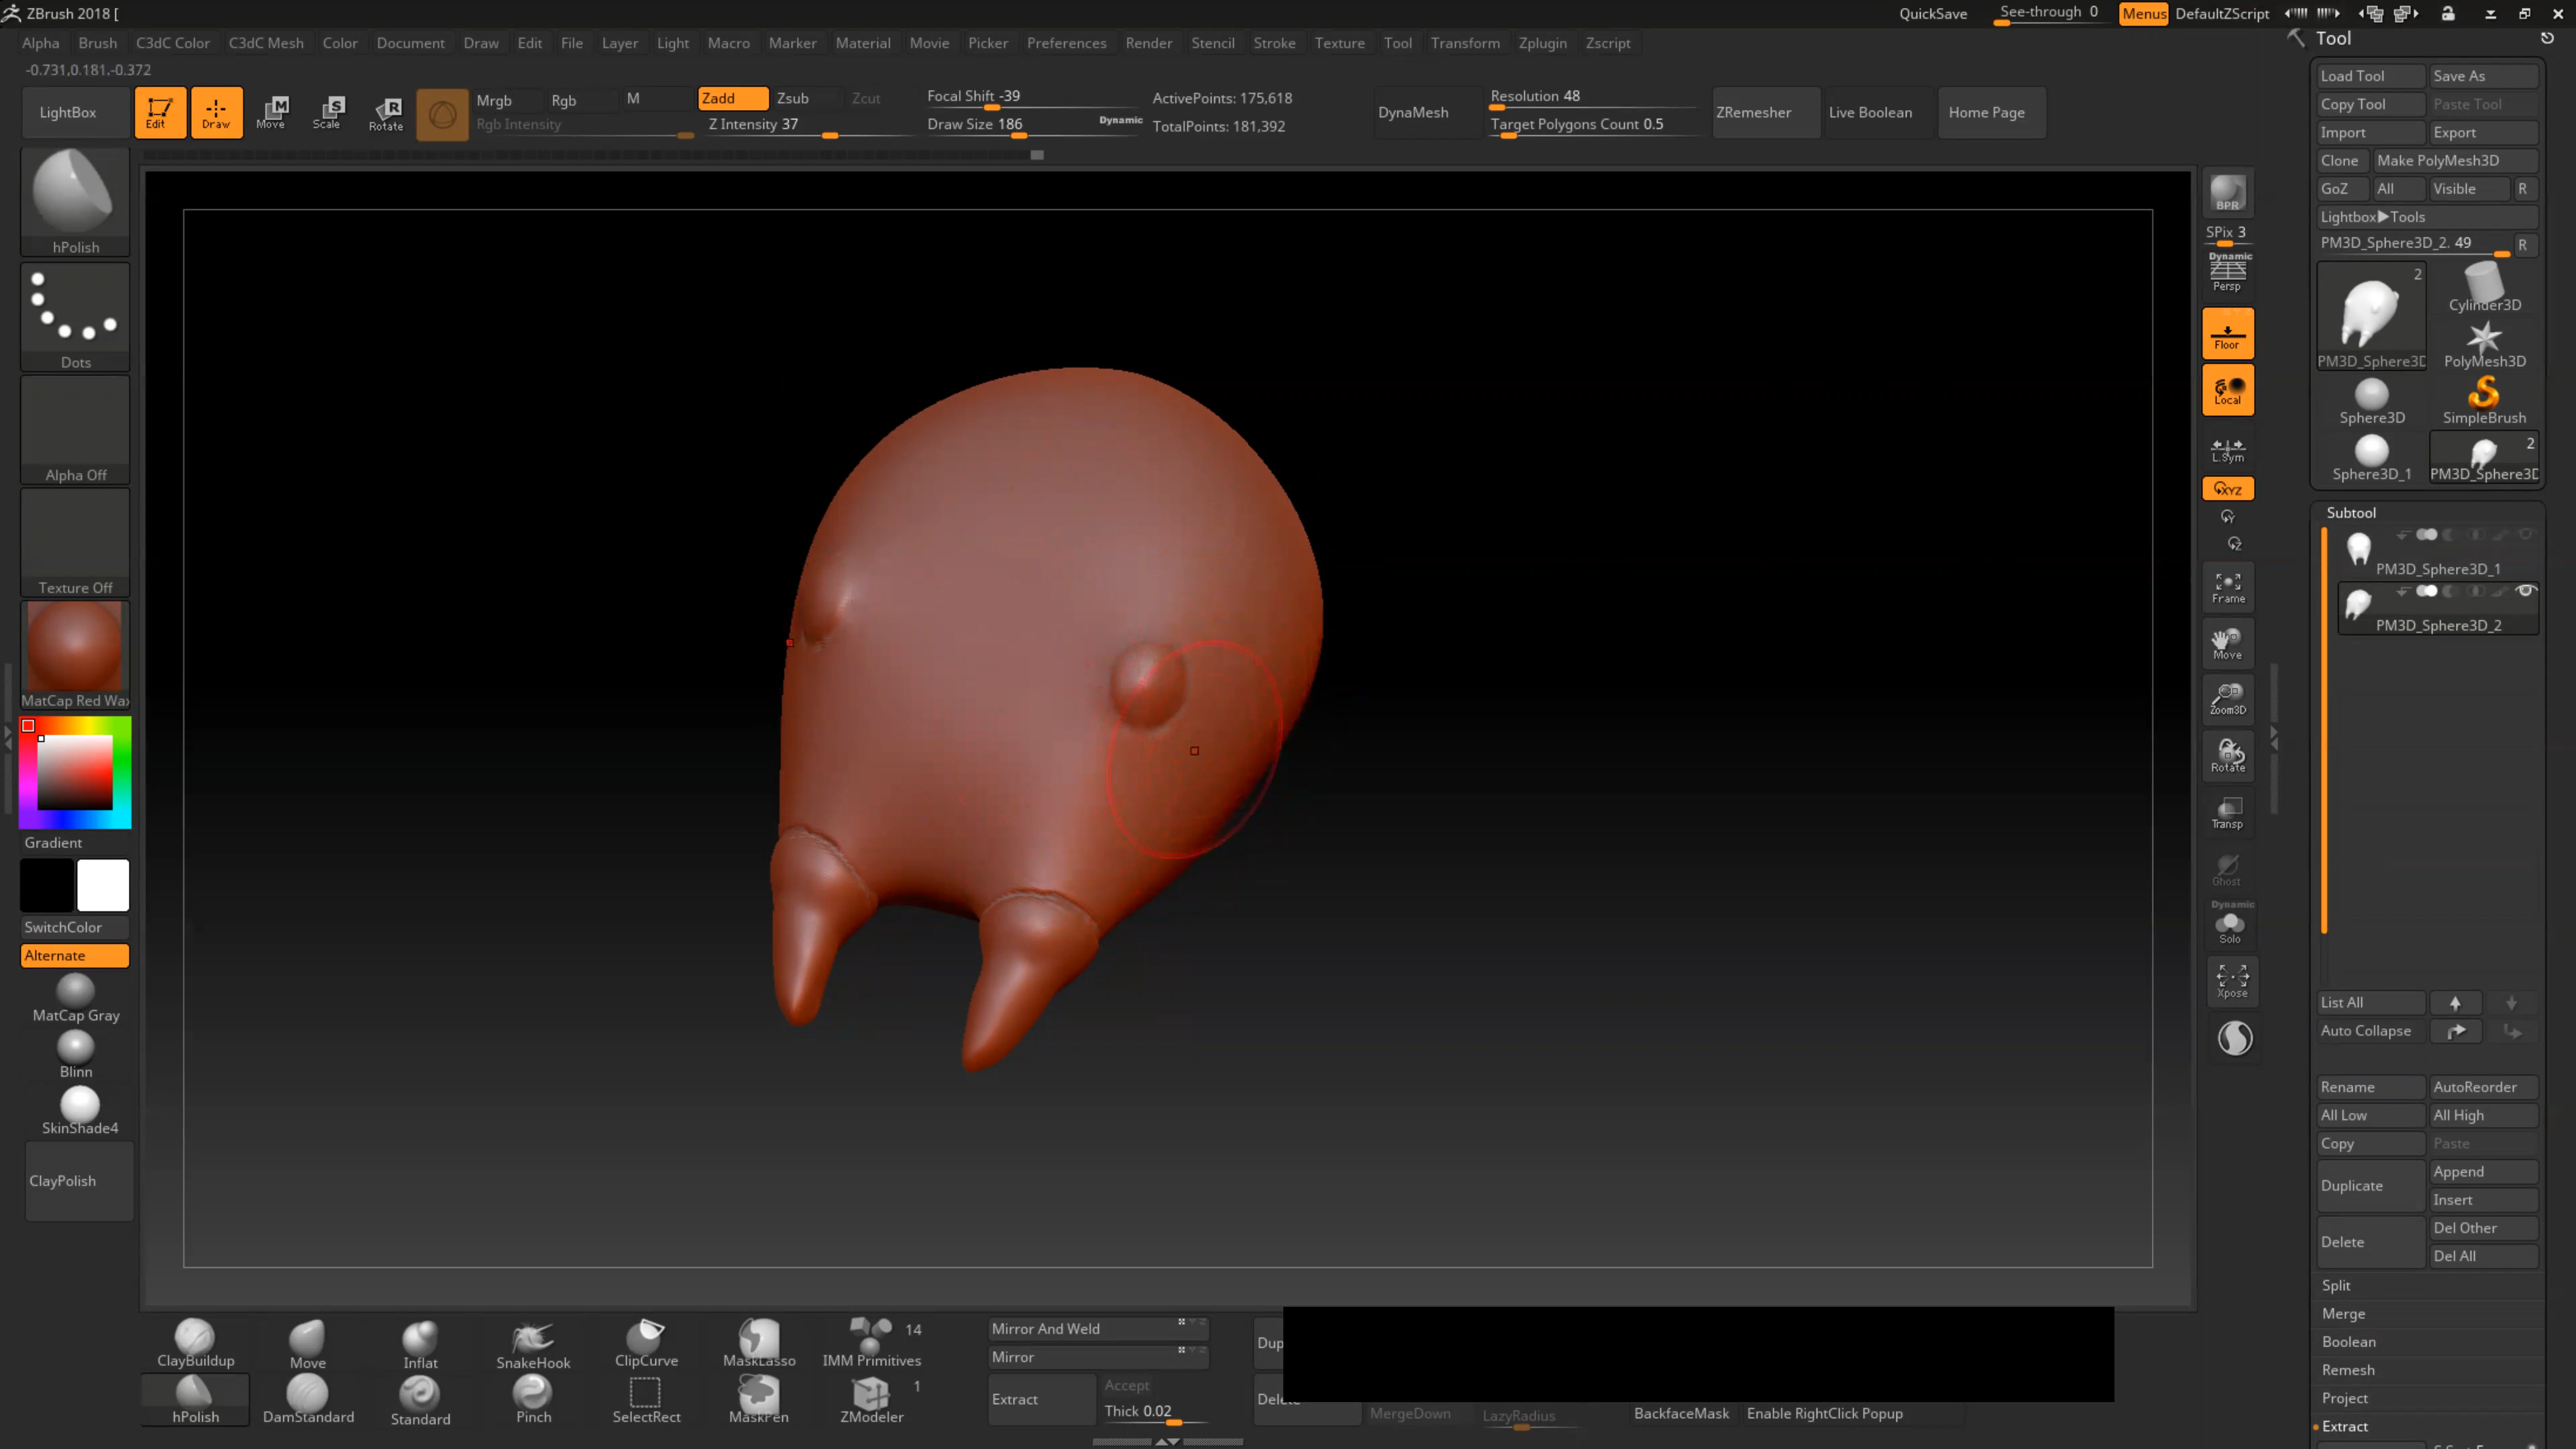 ZBrush 2018 [
QuickSave
See-through 0
Menus
DefaultZScript
Alpha Brush C3dC Color C3dC Mesh Color Document Draw Edit File Layer Light Macro Marker Material Movie Picker Preferences Render Stencil Stroke Texture Tool Transform Zplugin Zscript
Tool
-0.731,0.181,-0.372
LightBox
Edit
Draw
Move
Scale
Rotate
Mrgb Rgb M
Rgb Intensity
Zadd Zsub Zcut
Z Intensity 37
Focal Shift -39
Draw Size 186
Dynamic
ActivePoints: 175,618
TotalPoints: 181,392
DynaMesh
Resolution 48
Target Polygons Count 0.5
ZRemesher
Live Boolean
Home Page
hPolish
Dots
Alpha Off
Texture Off
MatCap Red Wax
Gradient
SwitchColor
Alternate
MatCap Gray
Blinn
SkinShade4
ClayPolish
BPR
SPix 3
Dynamic
Persp
Floor
Local
L.Sym
XYZ
Y
Z
Frame
Move
Zoom3D
Rotate
Transp
Ghost
Dynamic
Solo
Xpose
Load Tool Save As
Copy Tool Paste Tool
Import Export
Clone Make PolyMesh3D
GoZ All Visible R
Lightbox▶Tools
PM3D_Sphere3D_2. 49 R
2
PM3D_Sphere3D
Cylinder3D
PolyMesh3D
Sphere3D
SimpleBrush
Sphere3D_1
2
PM3D_Sphere3D
Subtool
PM3D_Sphere3D_1
PM3D_Sphere3D_2
List All
Auto Collapse
Rename AutoReorder
All Low All High
Copy Paste
Duplicate
Append
Insert
Delete
Del Other
Del All
Split
Merge
Boolean
Remesh
Project
Extract
ClayBuildup
Move
Inflat
SnakeHook
ClipCurve
MaskLasso
14
IMM Primitives
hPolish
DamStandard
Standard
Pinch
SelectRect
MaskPen
1
ZModeler
Mirror And Weld
Mirror
Extract
Accept
Thick 0.02
Dup
Dele
MergeDown
LazyRadius
BackfaceMask
Enable RightClick Popup